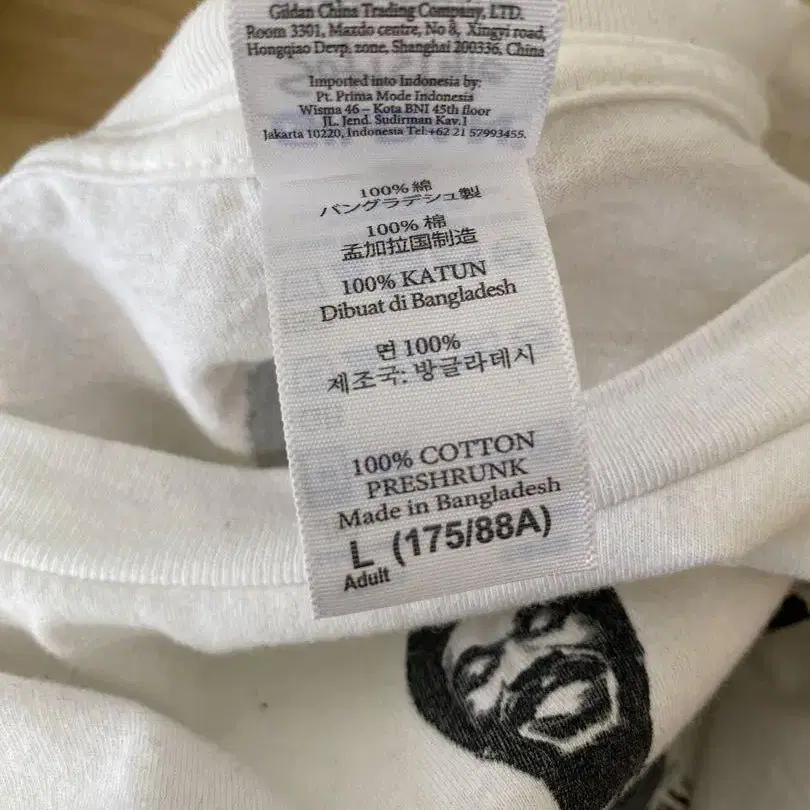 Gildan China Trading Company, LTD.
Room 3301, Maxdo centre, No 8, Xingyi road,
Hongqiao Devp. zone, Shanghai 200336, China
Imported into Indonesia by:
Pt. Prima Mode Indonesia
Wisma 46 – Kota BNI 45th floor
JL. Jend. Sudirman Kav.1
Jakarta 10220, Indonesia Tel:+62 21 57993455.
100% 綿
バングラデシュ製
100% 棉
孟加拉国制造
100% KATUN
Dibuat di Bangladesh
면 100%
제조국: 방글라데시
100% COTTON
PRESHRUNK
Made in Bangladesh
L (175/88A)
Adult